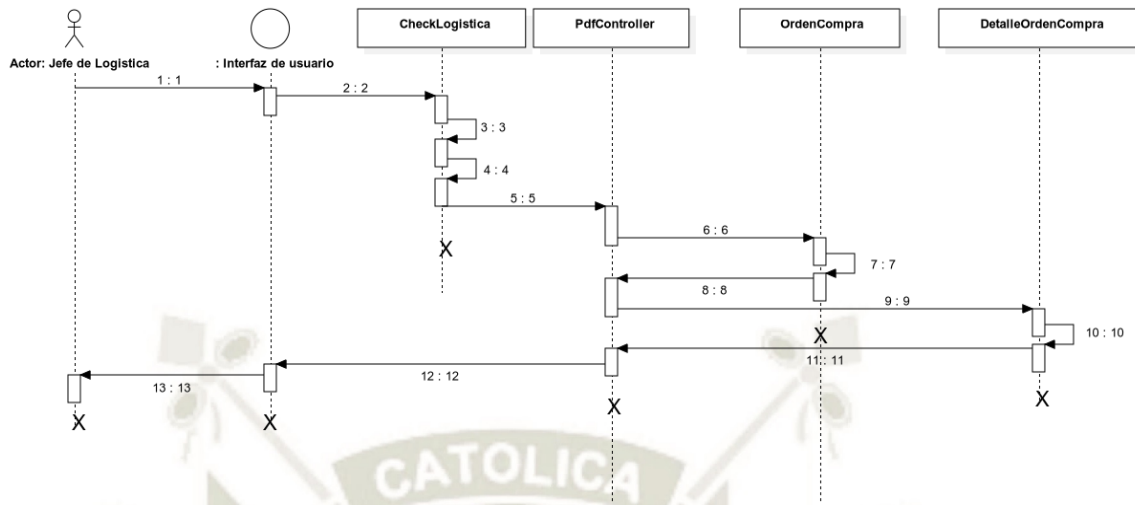 CheckLogistica
PdfController
OrdenCompra
DetalleOrdenCompra
Actor: Jefe de Logistica
: Interfaz de usuario
1 : 1
2 : 2
3 : 3
4 : 4
5 : 5
6 : 6
7 : 7
8 : 8
9 : 9
10 : 10
11 : 11
12 : 12
13 : 13
X
X
X
X
X
X
CATOLICA